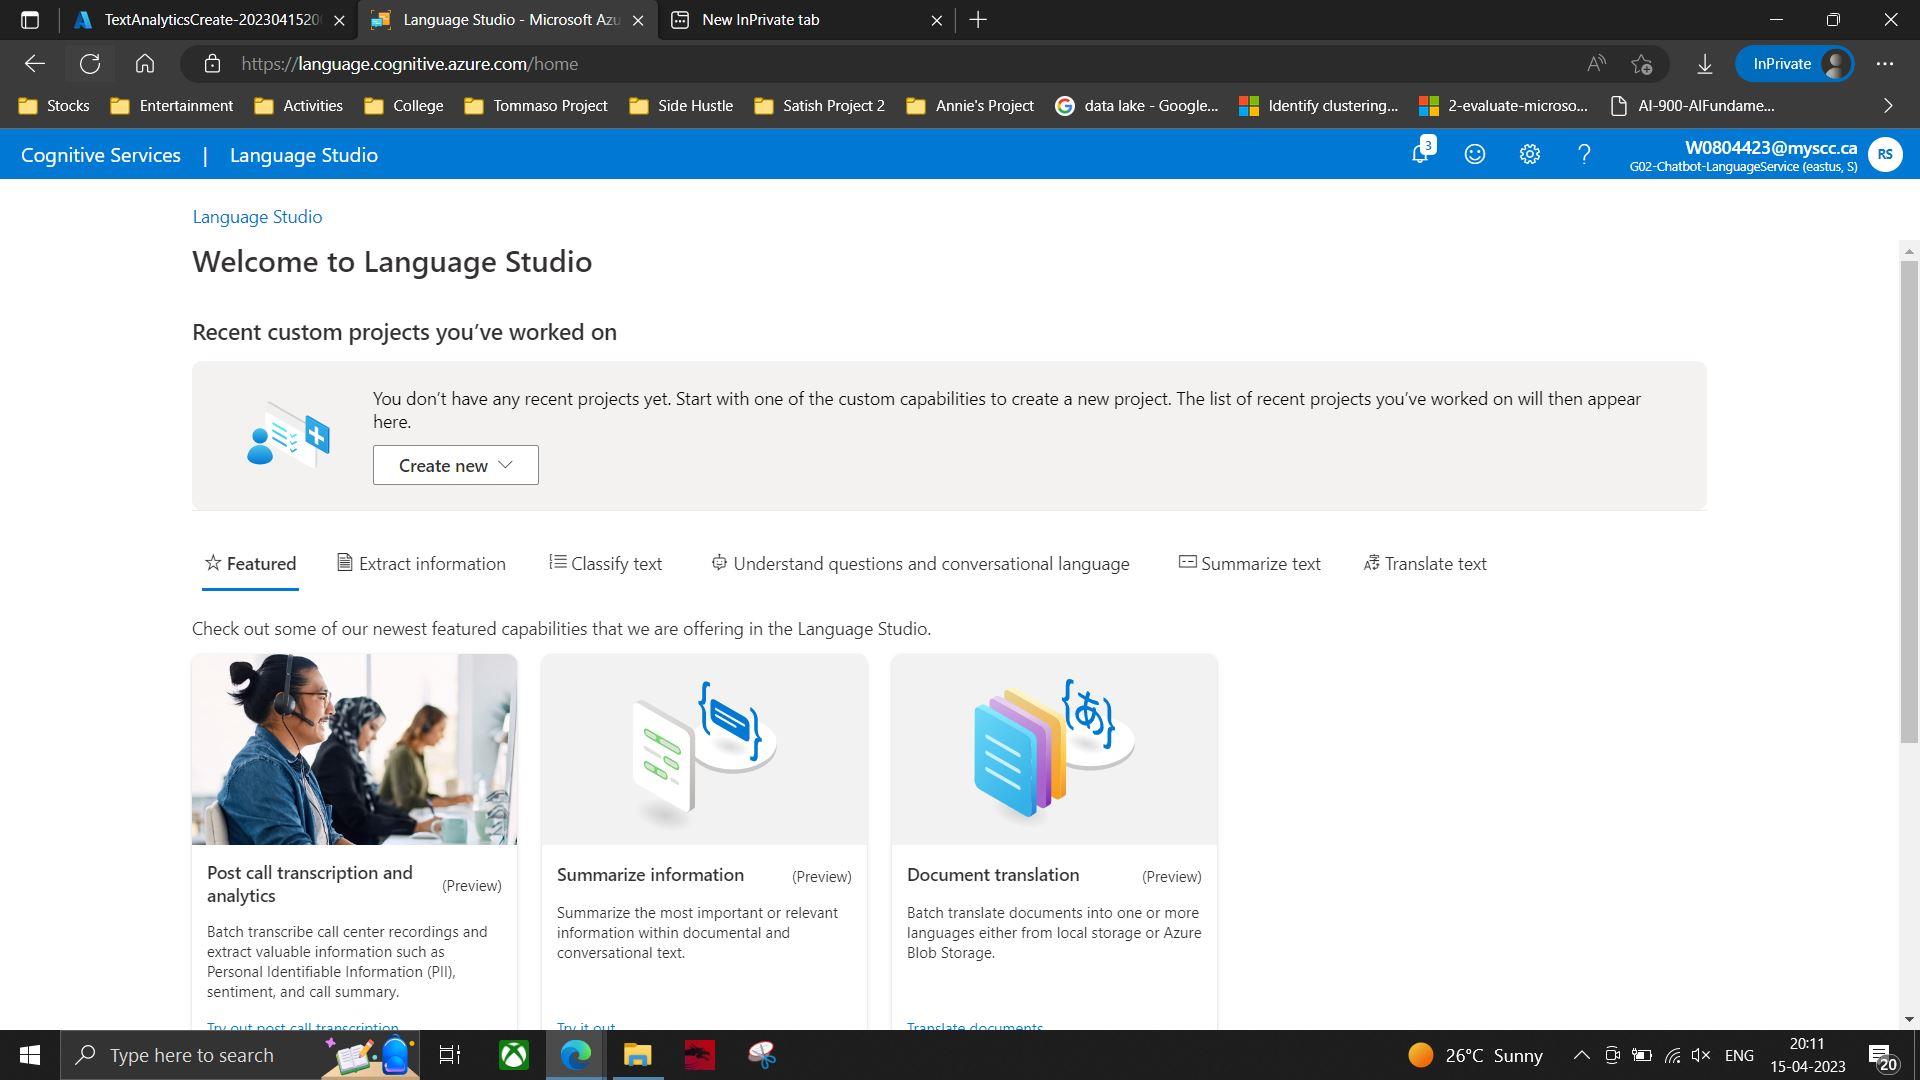 TextAnalyticsCreate-2023041520
Language Studio - Microsoft Azu
New InPrivate tab
https://language.cognitive.azure.com/home
InPrivate
Stocks
Entertainment
Activities
College
Tommaso Project
Side Hustle
Satish Project 2
Annie's Project
data lake - Google...
Identify clustering...
2-evaluate-microso...
AI-900-AIFundame...
Cognitive Services | Language Studio
3
W0804423@myscc.ca
G02-Chatbot-LanguageService (eastus, S)
RS
Language Studio
Welcome to Language Studio
Recent custom projects you've worked on
You don't have any recent projects yet. Start with one of the custom capabilities to create a new project. The list of recent projects you've worked on will then appear
here.
Create new
Featured
Extract information
Classify text
Understand questions and conversational language
Summarize text
Translate text
Check out some of our newest featured capabilities that we are offering in the Language Studio.
Post call transcription and
analytics
(Preview)
Batch transcribe call center recordings and
extract valuable information such as
Personal Identifiable Information (PII),
sentiment, and call summary.
Try out post call transcription
Summarize information
(Preview)
Summarize the most important or relevant
information within documental and
conversational text.
Try it out
Document translation
(Preview)
Batch translate documents into one or more
languages either from local storage or Azure
Blob Storage.
Translate documents
Type here to search
26°C Sunny
ENG
20:11
15-04-2023
20